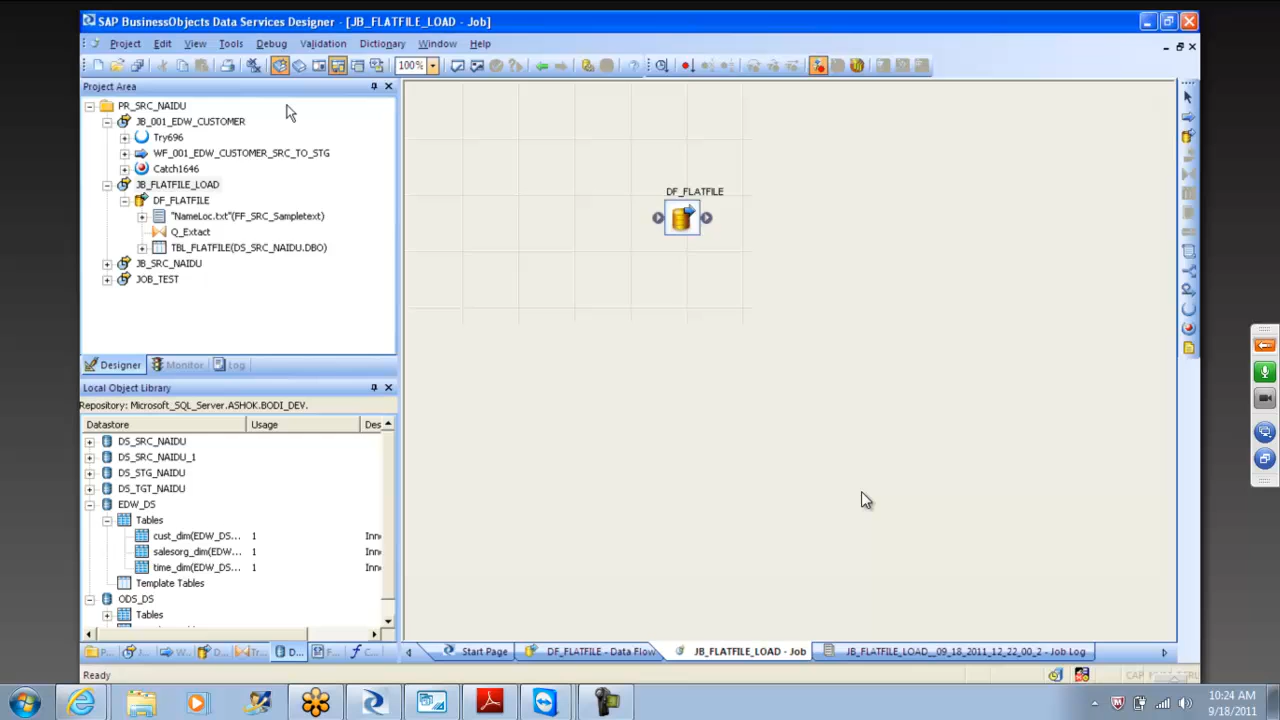 SAP BusinessObjects Data Services Designer - [JB_FLATFILE_LOAD - Job]
Project Edit View Tools Debug Validation Dictionary Window Help
100%
Project Area
PR_SRC_NAIDU
JB_001_EDW_CUSTOMER
Try696
WF_001_EDW_CUSTOMER_SRC_TO_STG
Catch1646
JB_FLATFILE_LOAD
DF_FLATFILE
"NameLoc.txt"(FF_SRC_Sampletext)
Q_Extact
TBL_FLATFILE(DS_SRC_NAIDU.DBO)
JB_SRC_NAIDU
JOB_TEST
DF_FLATFILE
Designer Monitor Log
Local Object Library
Repository: Microsoft_SQL_Server.ASHOK.BODI_DEV.
Datastore Usage Des
DS_SRC_NAIDU
DS_SRC_NAIDU_1
DS_STG_NAIDU
DS_TGT_NAIDU
EDW_DS
Tables
cust_dim(EDW_DS... 1 Inn
salesorg_dim(EDW... 1 Inn
time_dim(EDW_DS... 1 Inn
Template Tables
ODS_DS
Tables
P... J... W... D... Tr... D... F... C...
Start Page DF_FLATFILE - Data Flow JB_FLATFILE_LOAD - Job JB_FLATFILE_LOAD__09_18_2011_12_22_00_2 - Job Log
Ready
10:24 AM
9/18/2011